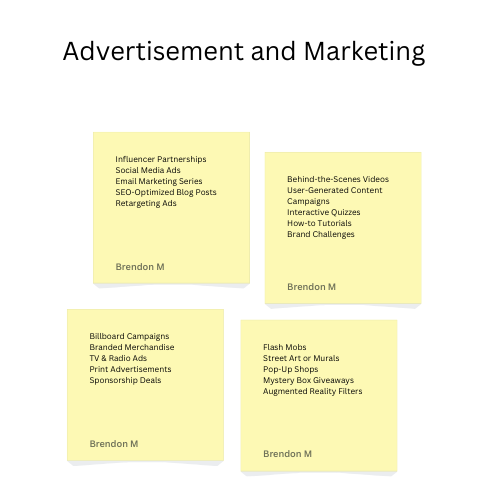 Advertisement and Marketing
Influencer Partnerships
Social Media Ads
Email Marketing Series
SEO-Optimized Blog Posts
Retargeting Ads
Brendon M
Behind-the-Scenes Videos
User-Generated Content
Campaigns
Interactive Quizzes
How-to Tutorials
Brand Challenges
Brendon M
Billboard Campaigns
Branded Merchandise
TV & Radio Ads
Print Advertisements
Sponsorship Deals
Brendon M
Flash Mobs
Street Art or Murals
Pop-Up Shops
Mystery Box Giveaways
Augmented Reality Filters
Brendon M